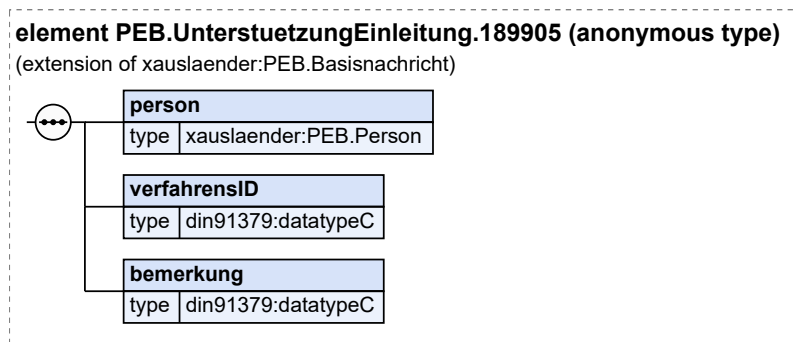 element PEB.UnterstuetzungEinleitung.189905 (anonymous type)
(extension of xauslaender:PEB.Basisnachricht)
person
type xauslaender:PEB.Person
verfahrensID
type din91379:datatypeC
bemerkung
type din91379:datatypeC